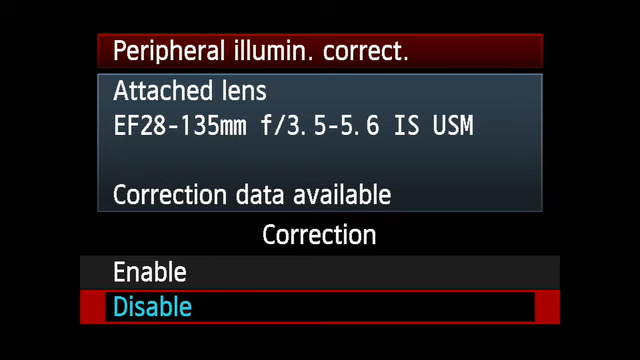 Peripheral illumin. correct.
Attached lens
EF28-135mm f/3.5-5.6 IS USM
Correction data available
Correction
Enable
Disable